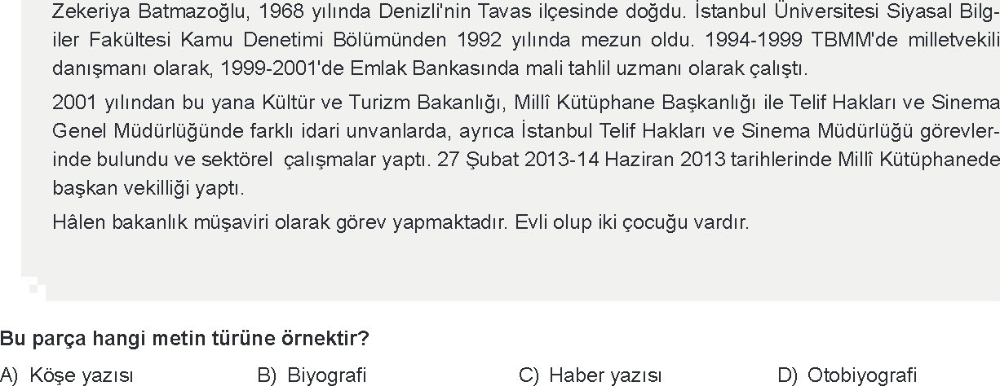 Zekeriya Batmazoğlu, 1968 yılında Denizli'nin Tavas ilçesinde doğdu. İstanbul Üniversitesi Siyasal Bilg-
iler Fakültesi Kamu Denetimi Bölümünden 1992 yılında mezun oldu. 1994-1999 TBMM'de milletvekili
danışmanı olarak, 1999-2001'de Emlak Bankasında mali tahlil uzmanı olarak çalıştı.
2001 yılından bu yana Kültür ve Turizm Bakanlığı, Millî Kütüphane Başkanlığı ile Telif Hakları ve Sinema
Genel Müdürlüğünde farklı idari unvanlarda, ayrıca İstanbul Telif Hakları ve Sinema Müdürlüğü görevler-
inde bulundu ve sektörel çalışmalar yaptı. 27 Şubat 2013-14 Haziran 2013 tarihlerinde Millî Kütüphanede
başkan vekilliği yaptı.
Hâlen bakanlık müşaviri olarak görev yapmaktadır. Evli olup iki çocuğu vardır.
Bu parça hangi metin türüne örnektir?
A) Köşe yazısı B) Biyografi C) Haber yazısı D) Otobiyografi